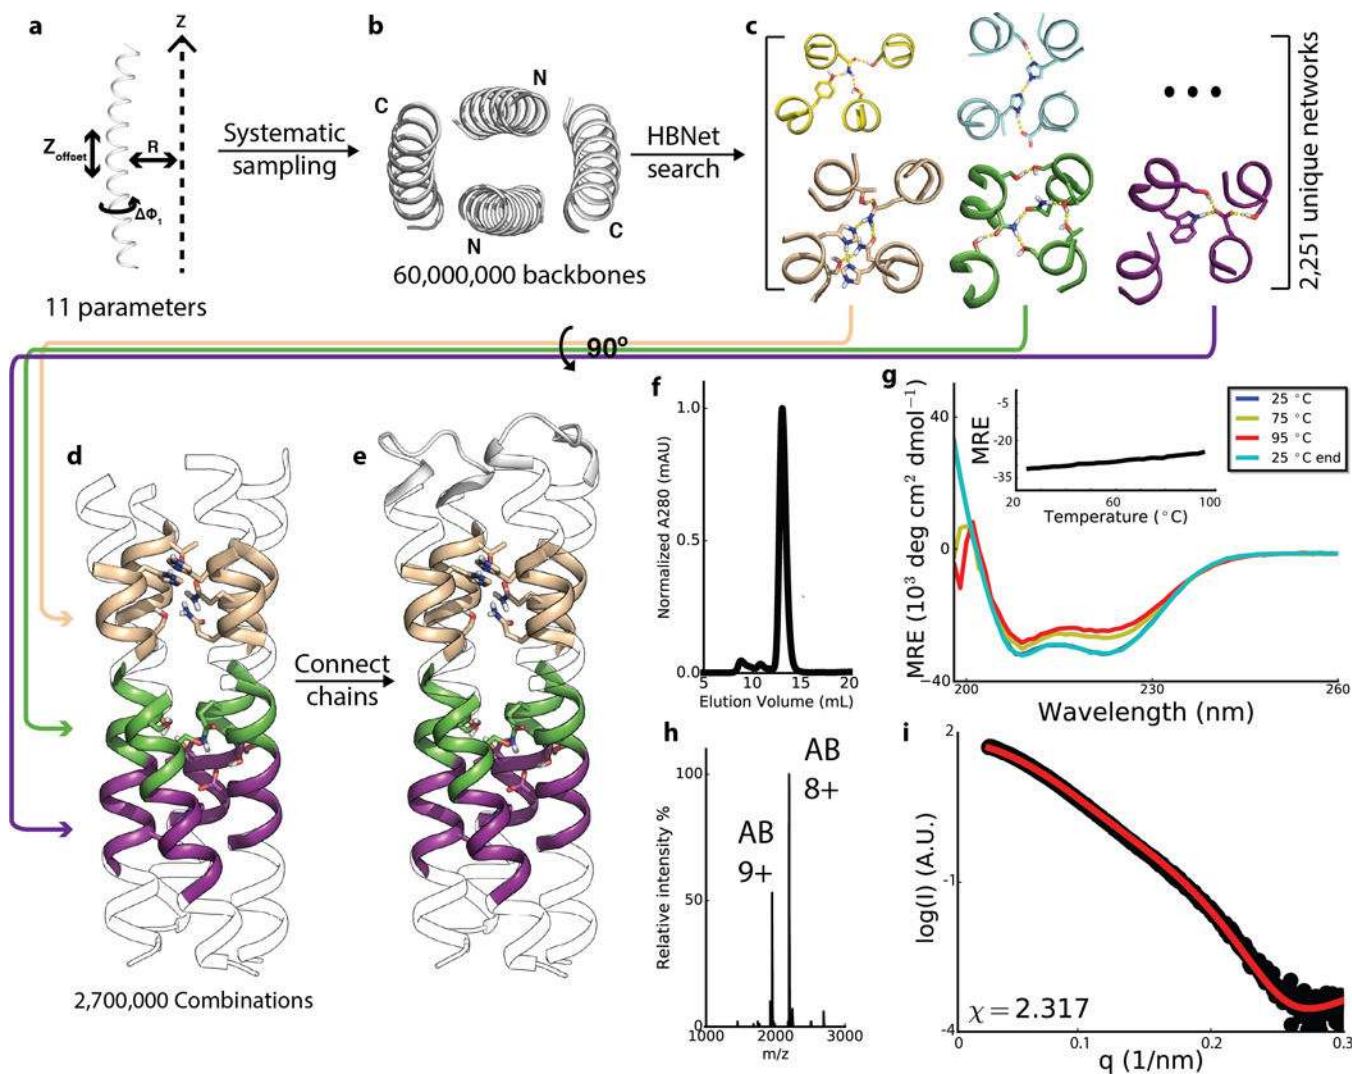 a
Z
Z offset
R
ΔΦ1
11 parameters
Systematic
sampling
b
C
N
N
C
60,000,000 backbones
HBNet
search
c
2,251 unique networks
90°
d
2,700,000 Combinations
Connect
chains
e
f
Normalized A280 (mAU)
1.0
0.5
0.0
5
10
15
20
Elution Volume (mL)
g
MRE (10³ deg cm² dmol⁻¹)
40
0
−40
200
230
260
Wavelength (nm)
MRE
-5
-20
-35
20
60
100
Temperature (°C)
25 °C
75 °C
95 °C
25 °C end
h
Relative intensity %
100
50
0
1000
2000
3000
m/z
AB
9+
AB
8+
i
log(I) (A.U.)
2
-1
-4
χ = 2.317
0
0.1
0.2
0.3
q (1/nm)